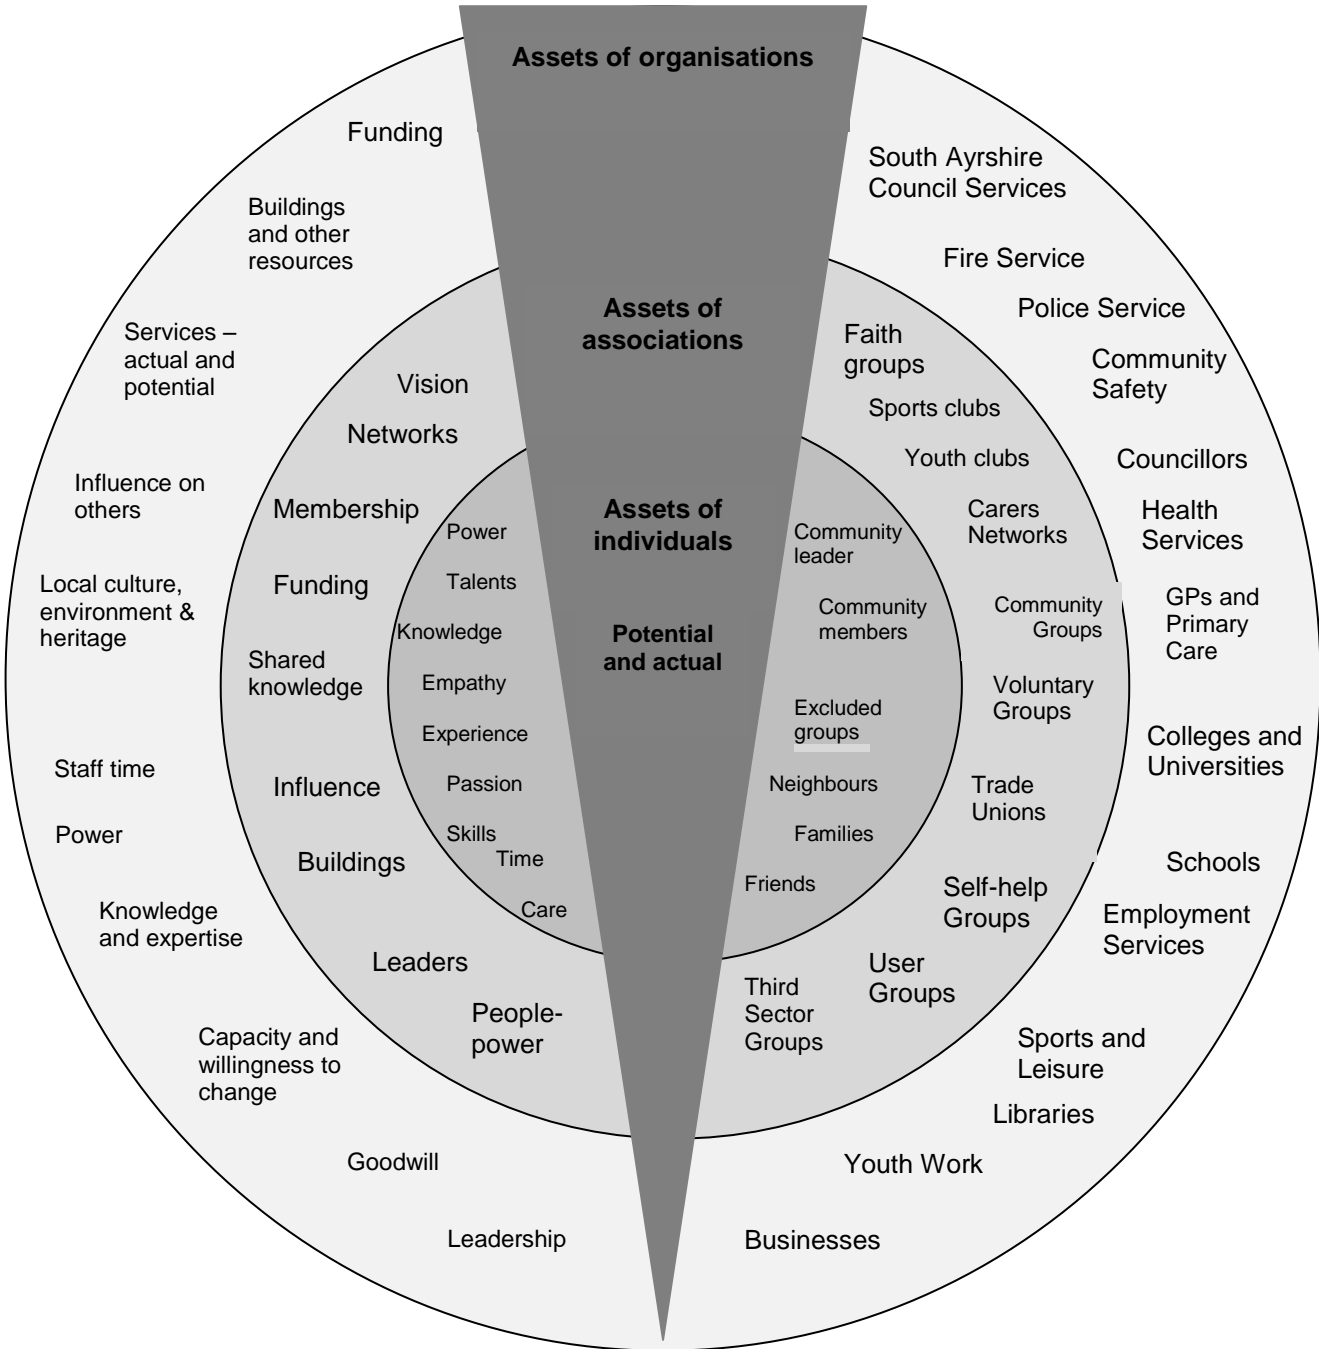 Assets of organisations
Assets of
associations
Assets of
individuals
Potential
and actual
Funding
Buildings
and other
resources
Services –
actual and
potential
Influence on
others
Local culture,
environment &
heritage
Staff time
Power
Knowledge
and expertise
Capacity and
willingness to
change
Goodwill
Leadership
Vision
Networks
Membership
Funding
Shared
knowledge
Influence
Buildings
Leaders
People-
power
Power
Talents
Knowledge
Empathy
Experience
Passion
Skills
Time
Care
Community
leader
Community
members
Excluded
groups
Neighbours
Families
Friends
Faith
groups
Sports clubs
Youth clubs
Carers
Networks
Community
Groups
Voluntary
Groups
Trade
Unions
Self-help
Groups
User
Groups
Third
Sector
Groups
South Ayrshire
Council Services
Fire Service
Police Service
Community
Safety
Councillors
Health
Services
GPs and
Primary
Care
Colleges and
Universities
Schools
Employment
Services
Sports and
Leisure
Libraries
Youth Work
Businesses